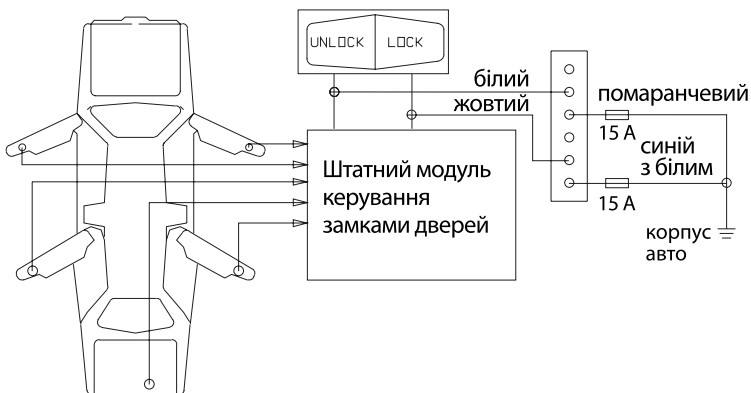 UNLOCK LOCK
білий
жовтий
помаранчевий
15 А
синій
з білим
15 А
корпус
авто
Штатний модуль
керування
замками дверей